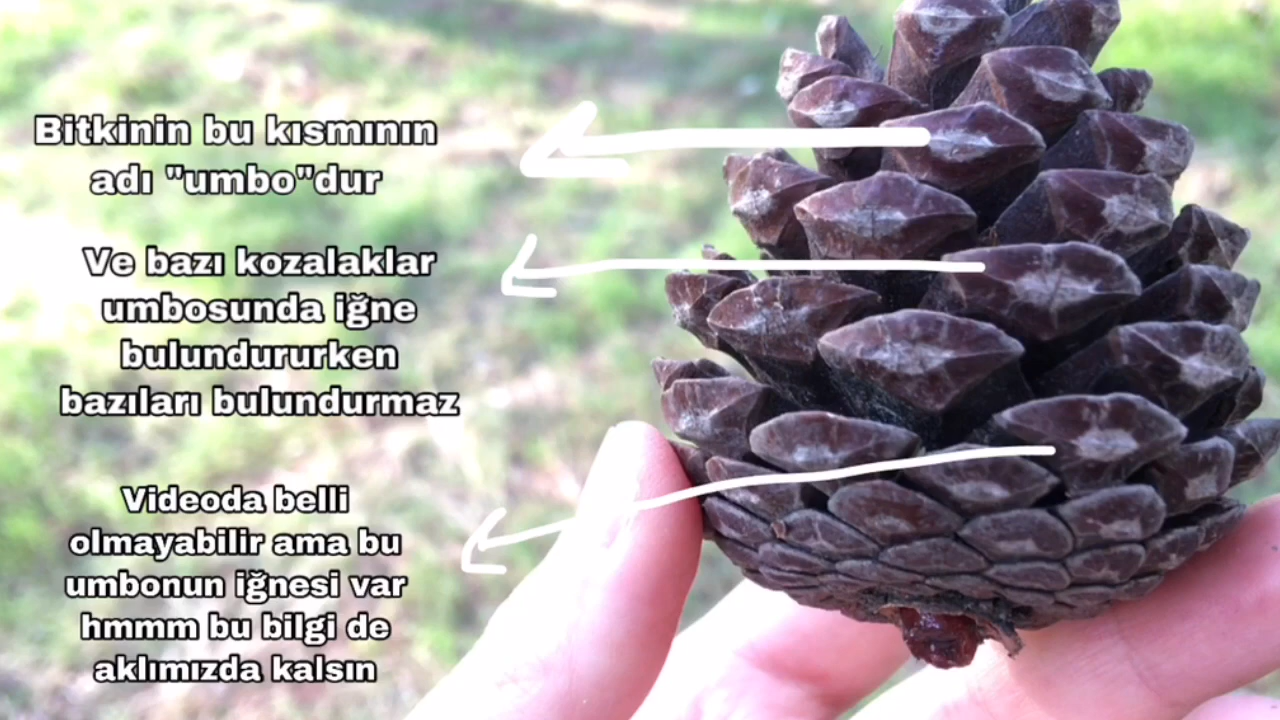 Bitkinin bu kısmının
adı "umbo"dur
Ve bazı kozalaklar
umbosunda iğne
bulundururken
bazıları bulundurmaz
Videoda belli
olmayabilir ama bu
umbonun iğnesi var
hmmm bu bilgi de
aklımızda kalsın